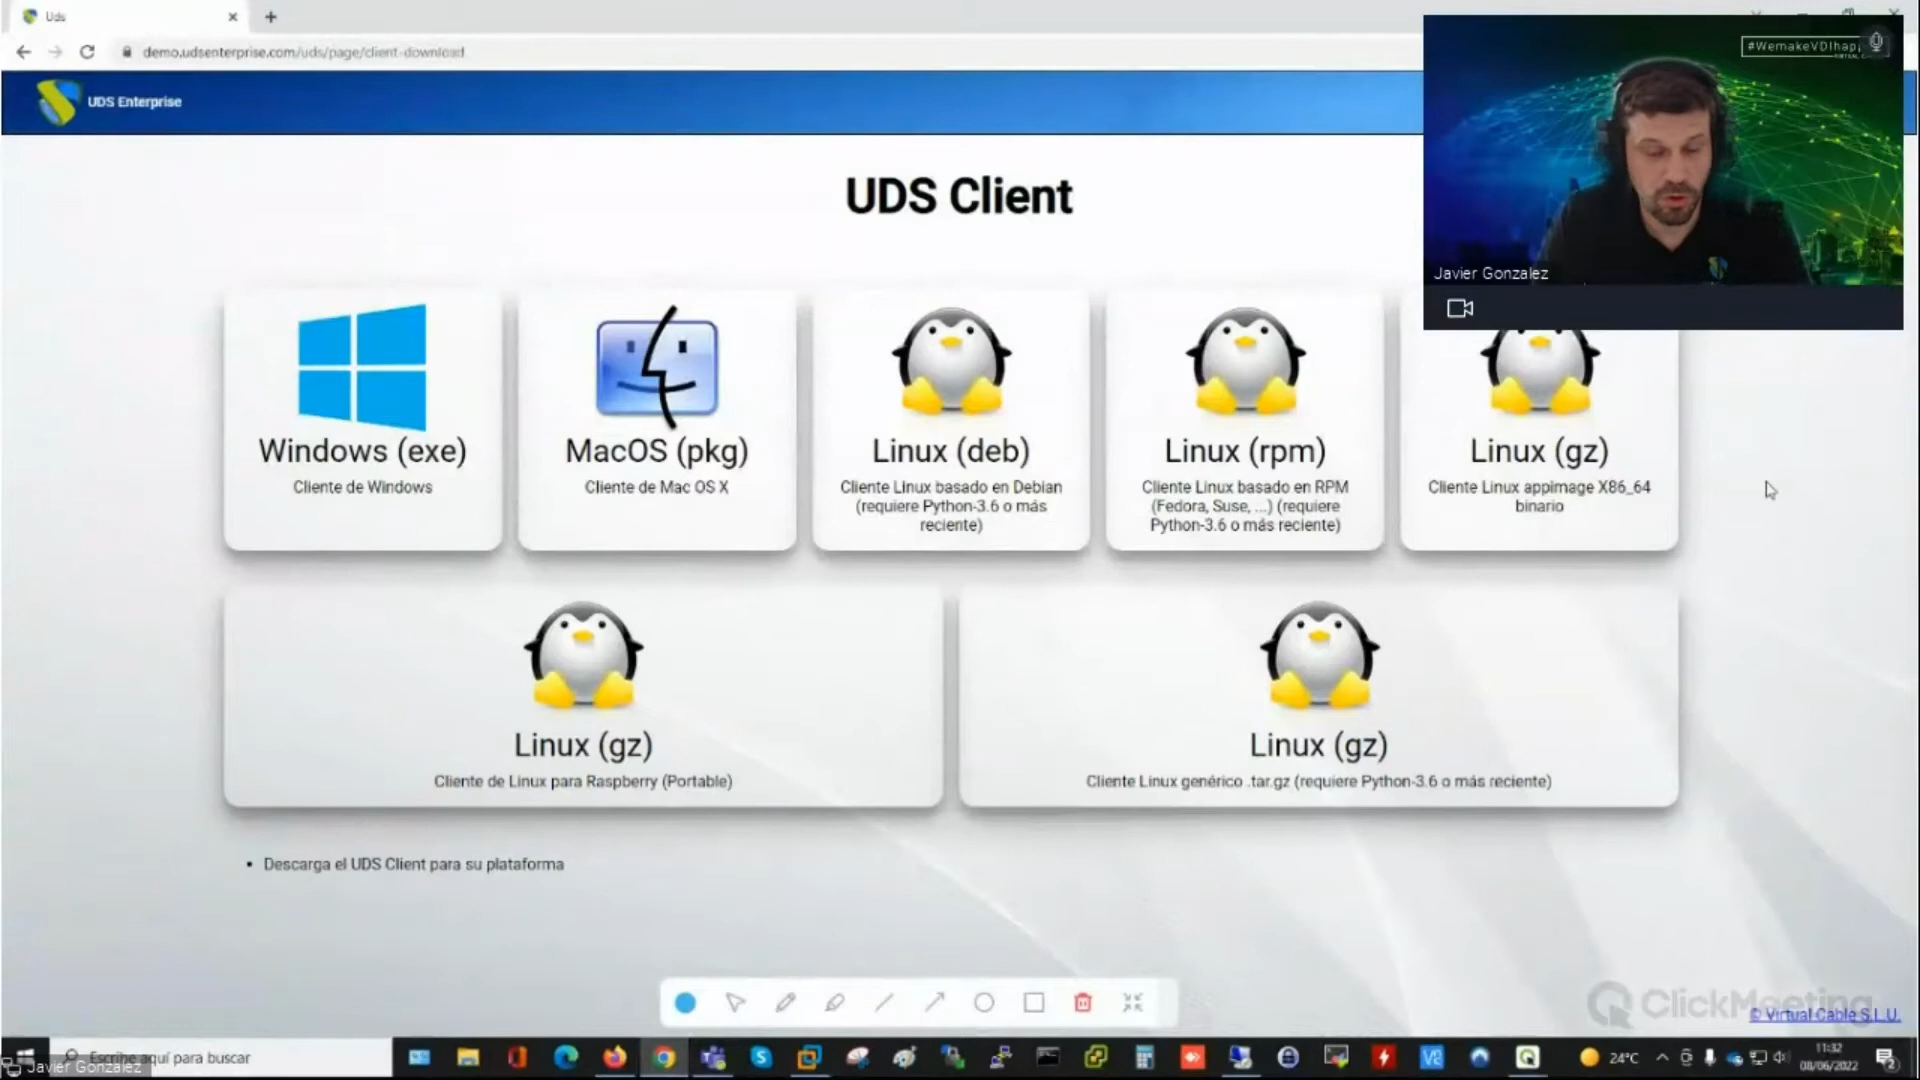 Uds
demo.udsenterprise.com/uds/page/client-download
#WemakeVDIhap
UDS Enterprise
UDS Client
Javier Gonzalez
Windows (exe)
Cliente de Windows
MacOS (pkg)
Cliente de Mac OS X
Linux (deb)
Cliente Linux basado en Debian
(requiere Python-3.6 o más
reciente)
Linux (rpm)
Cliente Linux basado en RPM
(Fedora, Suse, ...) (requiere
Python-3.6 o más reciente)
Linux (gz)
Cliente Linux appimage X86_64
binario
Linux (gz)
Cliente de Linux para Raspberry (Portable)
Linux (gz)
Cliente Linux genérico .tar.gz (requiere Python-3.6 o más reciente)
• Descarga el UDS Client para su plataforma
ClickMeeting
© Virtual Cable S.L.U.
Escribe aquí para buscar
Javier Gonzalez
24°C
11:32
08/06/2022